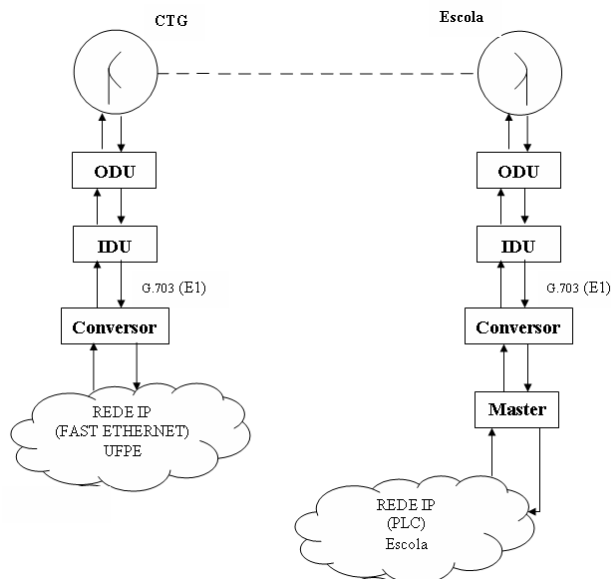 CTG
Escola
ODU
ODU
IDU
IDU
G.703 (E1)
G.703 (E1)
Conversor
Conversor
REDE IP
(FAST ETHERNET)
UFPE
Master
REDE IP
(PLC)
Escola